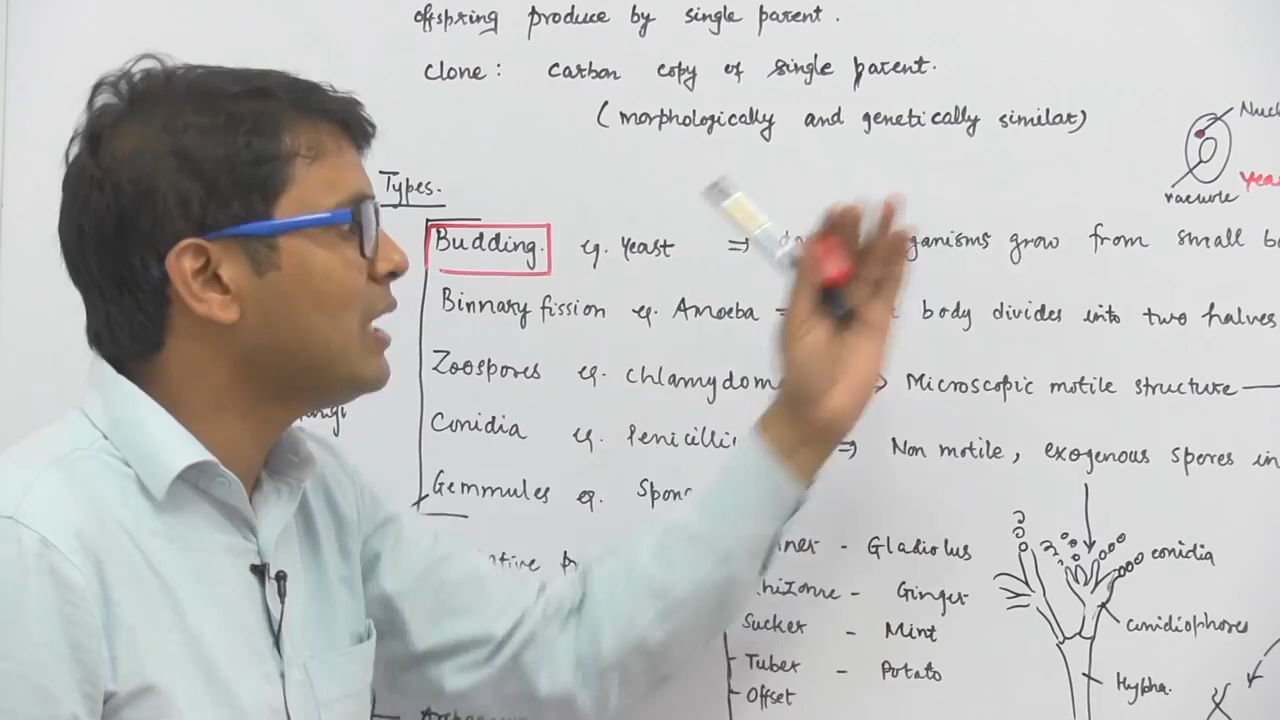 offspring produce by single parent.
clone: carbon copy of single parent.
(morphologically and genetically similar)
vacuole
Types.
Budding. eg. Yeast ⇒ organisms grow from small
Binnary fission eg. Amoeba body divides into two halves
Zoospores eg. Chlamydom ⇒ Microscopic motile structure
Conidia eg. Penicilli ⇒ Non motile, exogenous spores in
Gemmules eg. Spon
- Gladiolus
- Ginger
Sucker - Mint
Tuber - Potato
- Offset
conidia
conidiophores
Hypha.